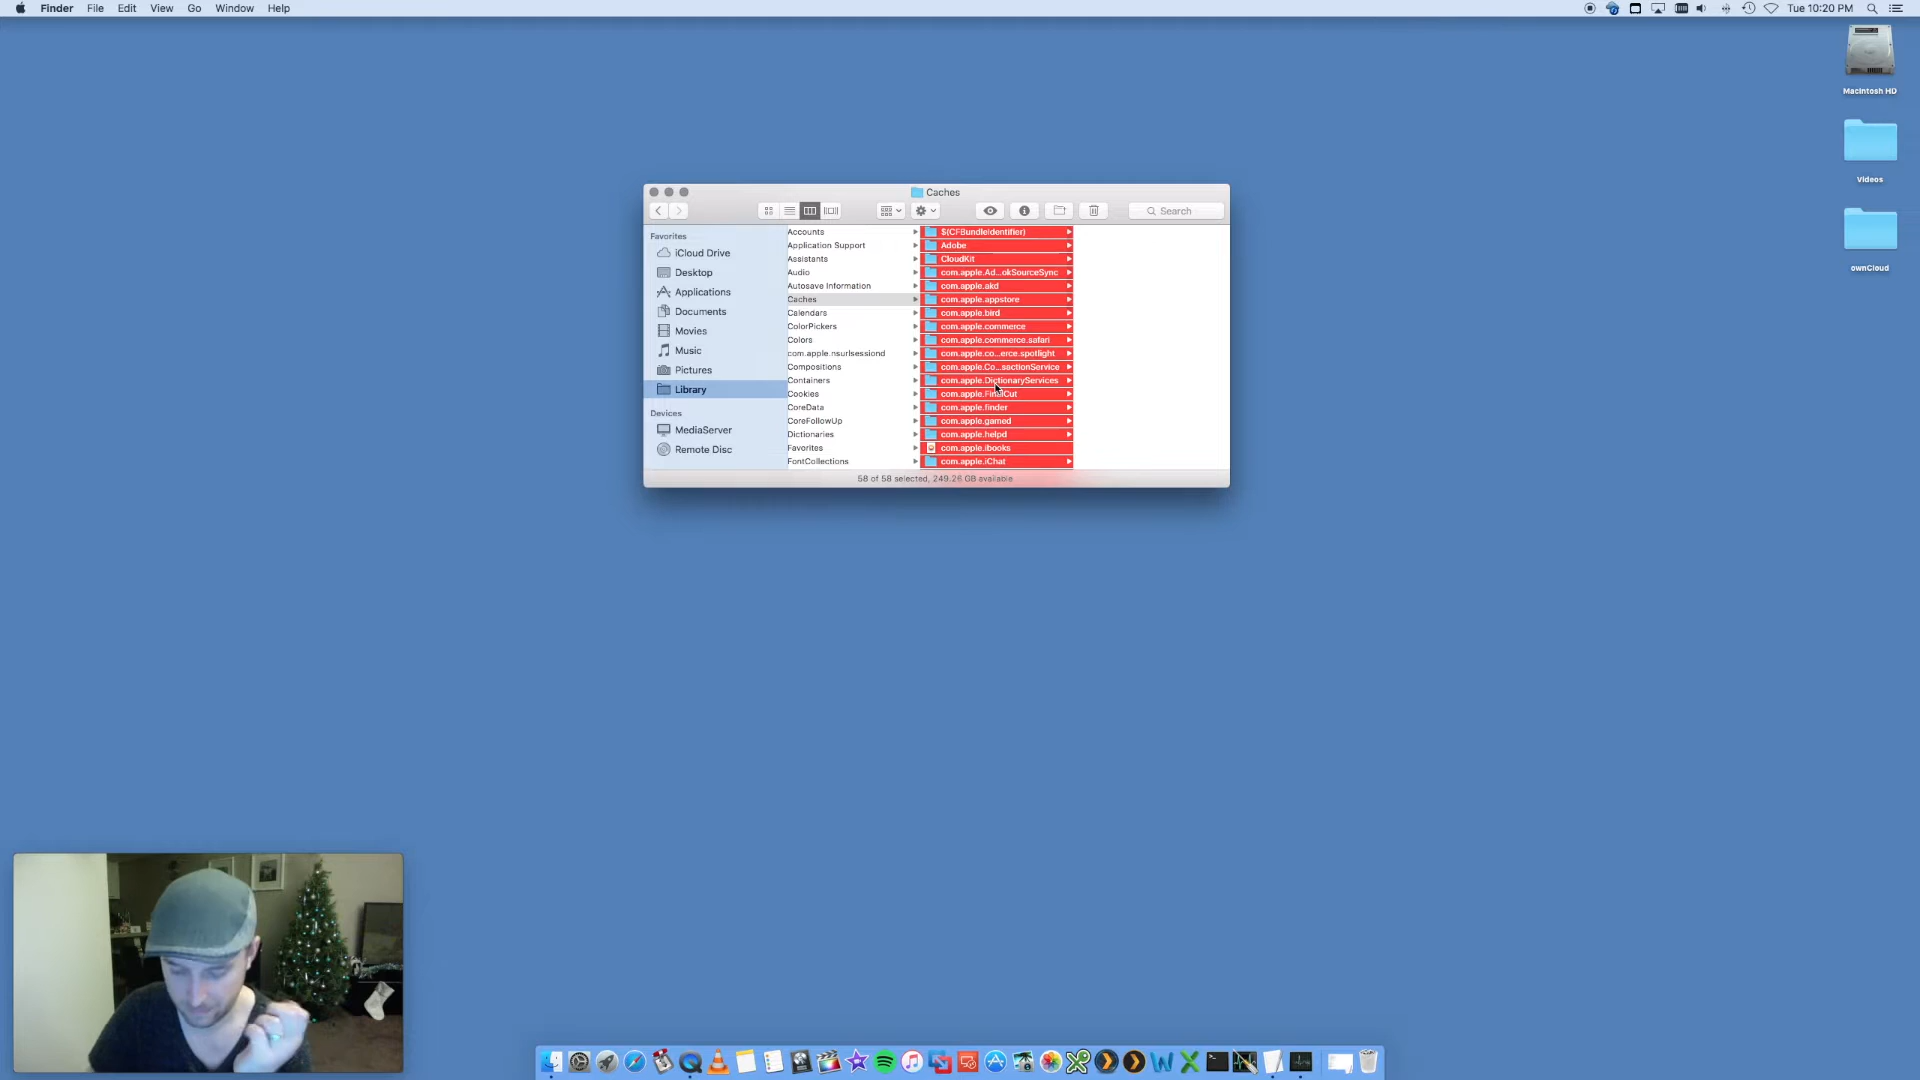 Finder File Edit View Go Window Help
Tue 10:20 PM
Macintosh HD
Videos
ownCloud
Caches
Search
Favorites
iCloud Drive
Desktop
Applications
Documents
Movies
Music
Pictures
Library
Devices
MediaServer
Remote Disc
Accounts
Application Support
Assistants
Audio
Autosave Information
Caches
Calendars
ColorPickers
Colors
com.apple.nsurlsessiond
Compositions
Containers
Cookies
CoreData
CoreFollowUp
Dictionaries
Favorites
FontCollections
$(CFBundleIdentifier)
Adobe
CloudKit
com.apple.Ad...okSourceSync
com.apple.akd
com.apple.appstore
com.apple.bird
com.apple.commerce
com.apple.commerce.safari
com.apple.co...erce.spotlight
com.apple.Co...sactionService
com.apple.DictionaryServices
com.apple.FinalCut
com.apple.finder
com.apple.gamed
com.apple.helpd
com.apple.ibooks
com.apple.iChat
58 of 58 selected, 249.26 GB available